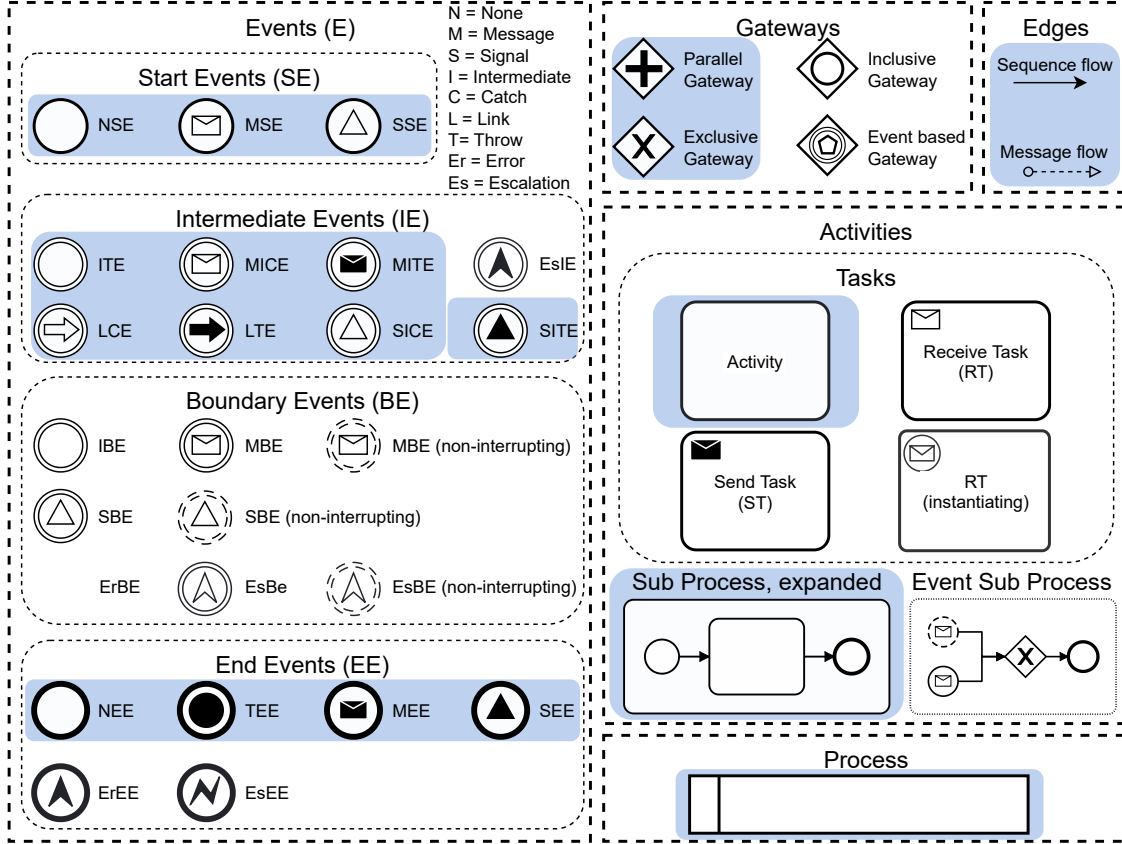 Events (E)
N = None
M = Message
S = Signal
I = Intermediate
C = Catch
L = Link
T= Throw
Er = Error
Es = Escalation
Start Events (SE)
NSE
MSE
SSE
Intermediate Events (IE)
ITE
MICE
MITE
EsIE
LCE
LTE
SICE
SITE
Boundary Events (BE)
IBE
MBE
MBE (non-interrupting)
SBE
SBE (non-interrupting)
ErBE
EsBe
EsBE (non-interrupting)
End Events (EE)
NEE
TEE
MEE
SEE
ErEE
EsEE
Gateways
Parallel
Gateway
Inclusive
Gateway
X
Exclusive
Gateway
Event based
Gateway
Edges
Sequence flow
Message flow
Activities
Tasks
Activity
Receive Task
(RT)
Send Task
(ST)
RT
(instantiating)
Sub Process, expanded
Event Sub Process
X
Process